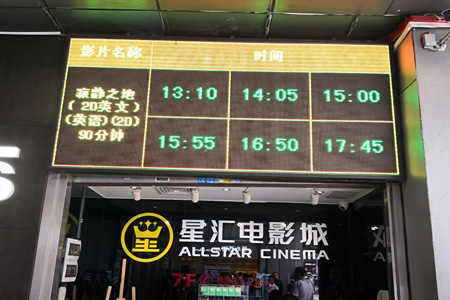 影片名称 时间
寂静之地
(2D英文)
(英语)(2D)
90分钟
13:10 14:05 15:00
15:55 16:50 17:45
星汇电影城
ALLSTAR CINEMA